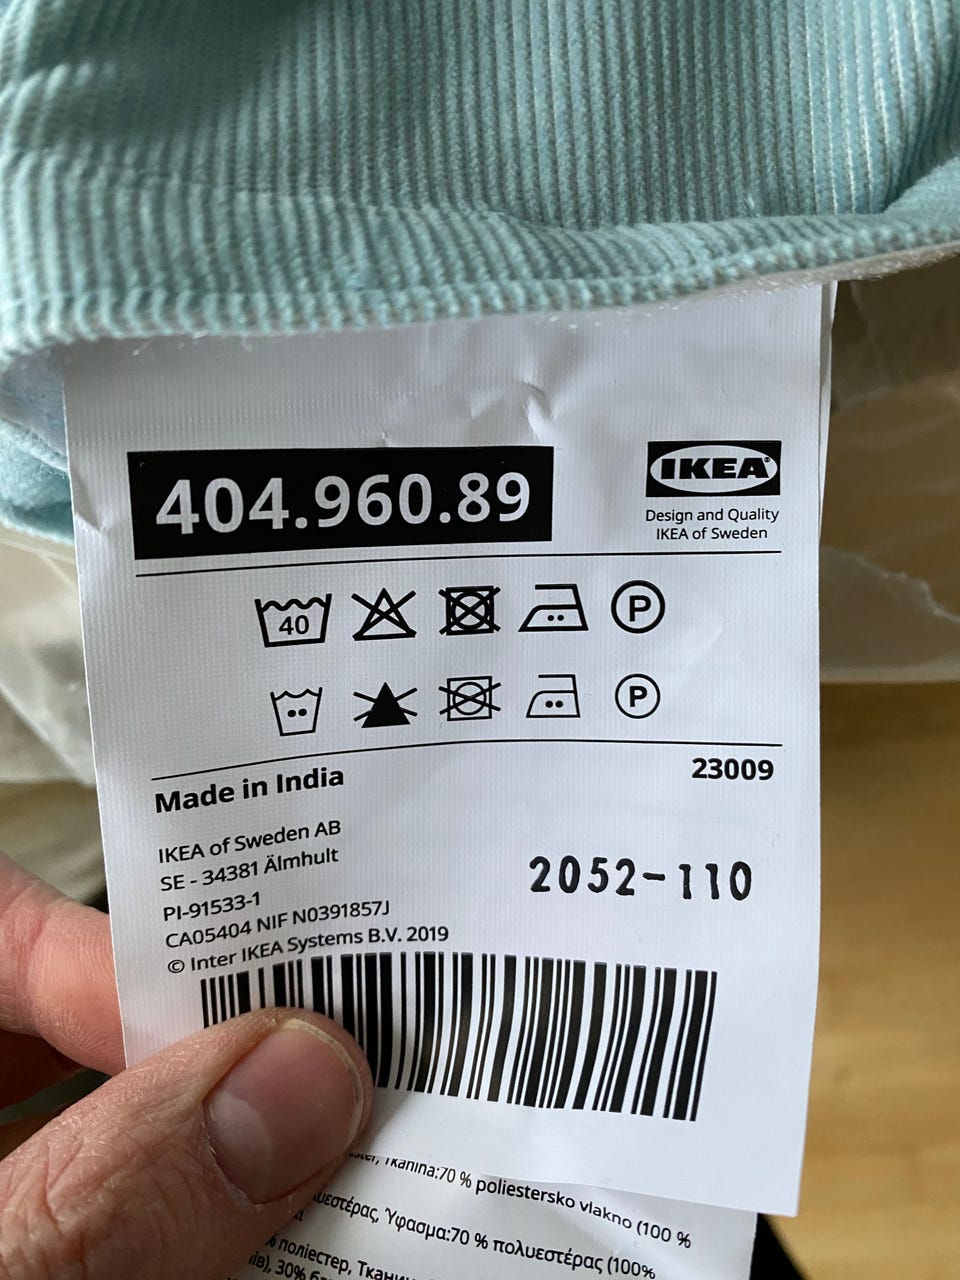 404.960.89
IKEA®
Design and Quality
IKEA of Sweden
40
P
P
Made in India
23009
IKEA of Sweden AB
SE - 34381 Älmhult
PI-91533-1
CA05404 NIF N0391857J
© Inter IKEA Systems B.V. 2019
2052-110
Tkanina:70 % poliestersko vlakno (100 %
Ύφασμα:70 % πολυεστέρας (100%
% поліестер,
30%